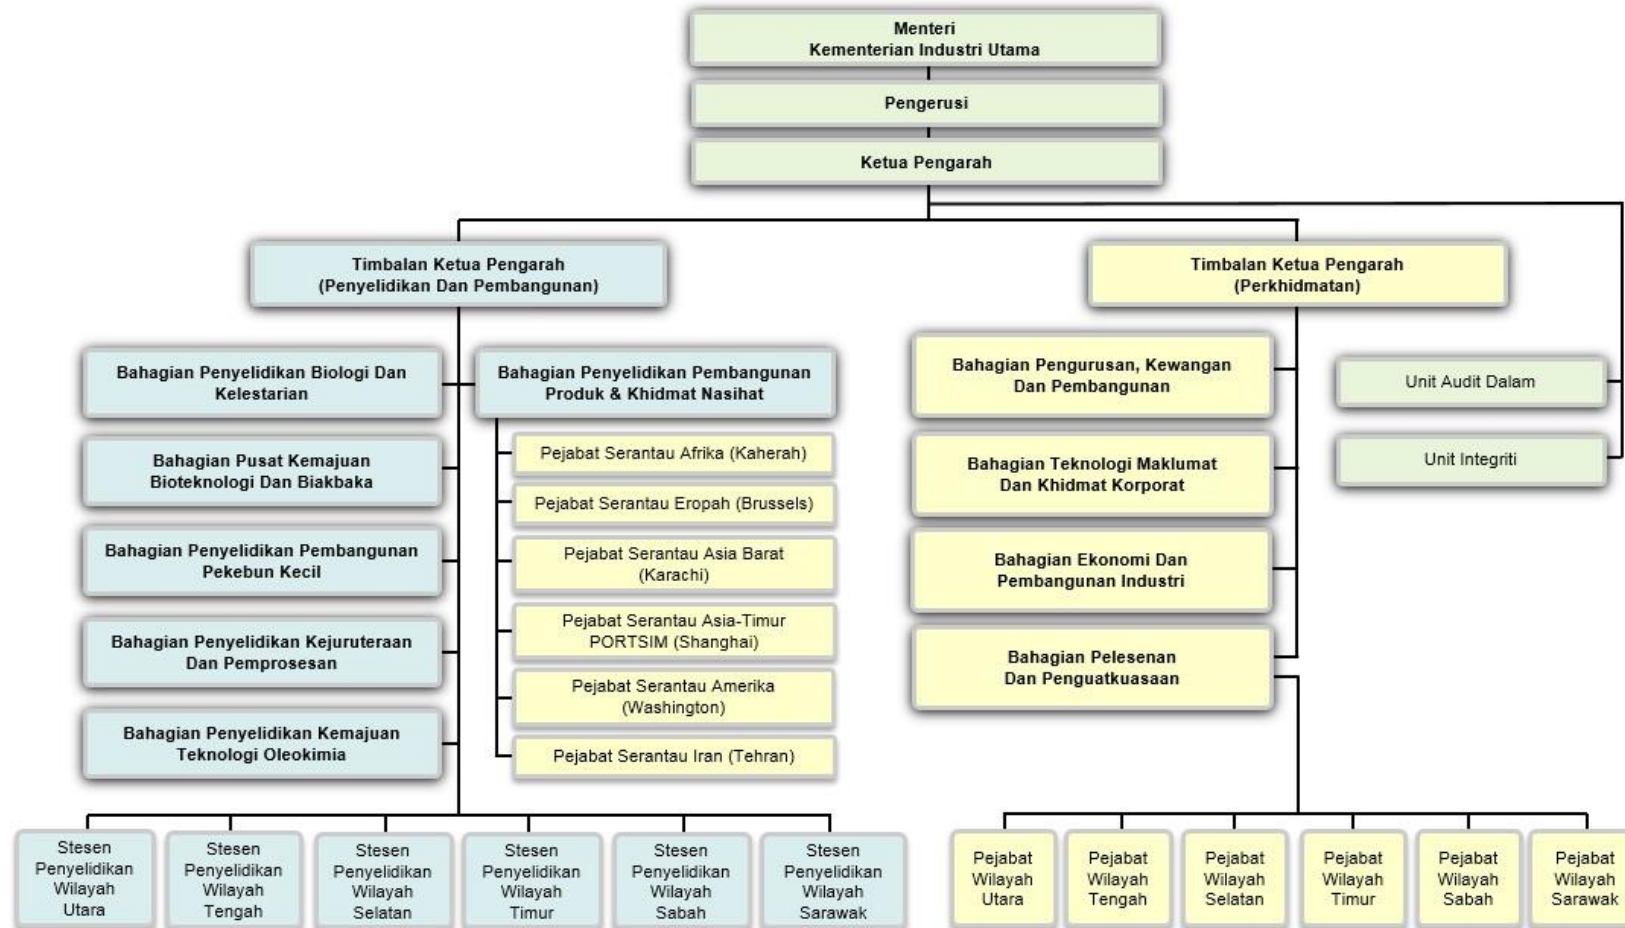 Menteri
Kementerian Industri Utama
Pengerusi
Ketua Pengarah
Timbalan Ketua Pengarah
(Penyelidikan Dan Pembangunan)
Timbalan Ketua Pengarah
(Perkhidmatan)
Bahagian Penyelidikan Biologi Dan
Kelestarian
Bahagian Pusat Kemajuan
Bioteknologi Dan Biakbaka
Bahagian Penyelidikan Pembangunan
Pekebun Kecil
Bahagian Penyelidikan Kejuruteraan
Dan Pemprosesan
Bahagian Penyelidikan Kemajuan
Teknologi Oleokimia
Bahagian Penyelidikan Pembangunan
Produk & Khidmat Nasihat
Pejabat Serantau Afrika (Kaherah)
Pejabat Serantau Eropah (Brussels)
Pejabat Serantau Asia Barat
(Karachi)
Pejabat Serantau Asia-Timur
PORTSIM (Shanghai)
Pejabat Serantau Amerika
(Washington)
Pejabat Serantau Iran (Tehran)
Bahagian Pengurusan, Kewangan
Dan Pembangunan
Bahagian Teknologi Maklumat
Dan Khidmat Korporat
Bahagian Ekonomi Dan
Pembangunan Industri
Bahagian Pelesenan
Dan Penguatkuasaan
Unit Audit Dalam
Unit Integriti
Stesen
Penyelidikan
Wilayah
Utara
Stesen
Penyelidikan
Wilayah
Tengah
Stesen
Penyelidikan
Wilayah
Selatan
Stesen
Penyelidikan
Wilayah
Timur
Stesen
Penyelidikan
Wilayah
Sabah
Stesen
Penyelidikan
Wilayah
Sarawak
Pejabat
Wilayah
Utara
Pejabat
Wilayah
Tengah
Pejabat
Wilayah
Selatan
Pejabat
Wilayah
Timur
Pejabat
Wilayah
Sabah
Pejabat
Wilayah
Sarawak